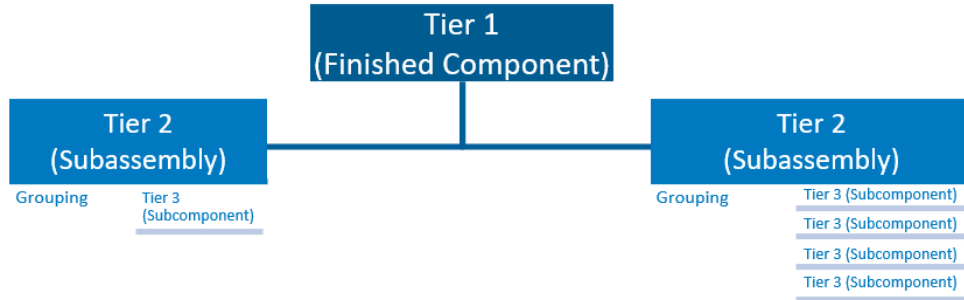 Tier 1
(Finished Component)
Tier 2
(Subassembly)
Grouping
Tier 3
(Subcomponent)
Tier 2
(Subassembly)
Grouping
Tier 3 (Subcomponent)
Tier 3 (Subcomponent)
Tier 3 (Subcomponent)
Tier 3 (Subcomponent)